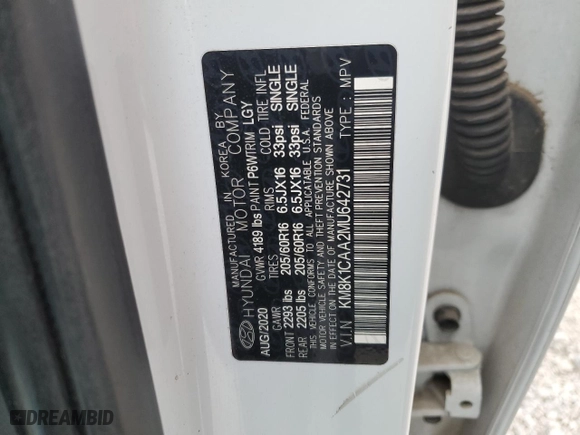 MANUFACTURED IN KOREA BY
HYUNDAI MOTOR COMPANY
AUG/2020 GVWR 4189 lbs PAINT P6W TRIM LGY
GAWR TIRES RIMS COLD TIRE INFL
FRONT 2293 lbs 205/60R16 6.5JX16 33psi SINGLE
REAR 2205 lbs 205/60R16 6.5JX16 33psi SINGLE
THIS VEHICLE CONFORMS TO ALL APPLICABLE U.S.A. FEDERAL
MOTOR VEHICLE SAFETY AND THEFT PREVENTION STANDARDS
IN EFFECT ON THE DATE OF MANUFACTURE SHOWN ABOVE
V.I.N KM8K1CAA2MU642731 TYPE : MPV
DREAMBID